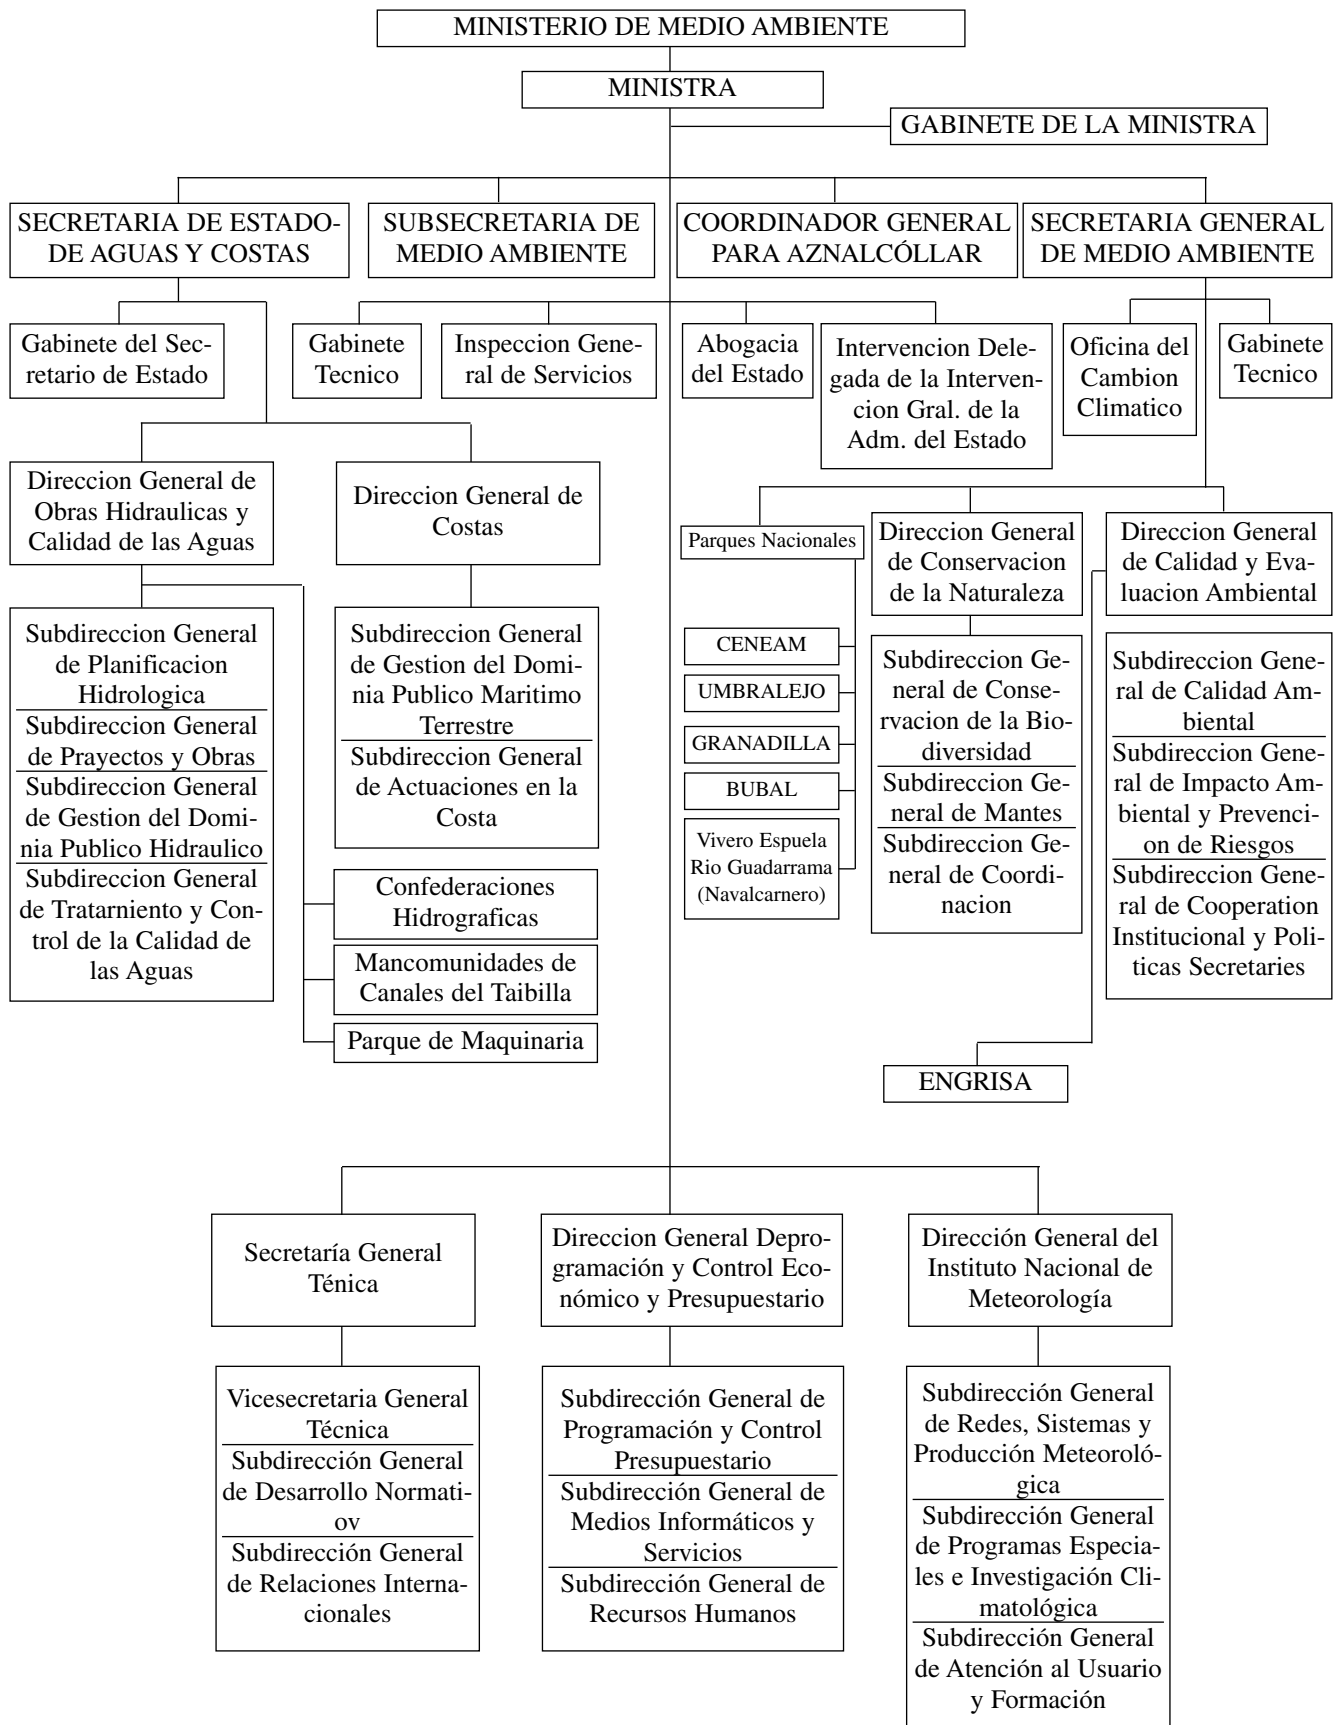 MINISTERIO DE MEDIO AMBIENTE
MINISTRA
GABINETE DE LA MINISTRA
SECRETARIA DE ESTADO-
DE AGUAS Y COSTAS
SUBSECRETARIA DE
MEDIO AMBIENTE
COORDINADOR GENERAL
PARA AZNALCÓLLAR
SECRETARIA GENERAL
DE MEDIO AMBIENTE
Gabinete del Sec-
retario de Estado
Gabinete
Tecnico
Inspeccion Gene-
ral de Servicios
Abogacia
del Estado
Intervencion Dele-
gada de la Interven-
cion Gral. de la
Adm. del Estado
Oficina del
Cambion
Climatico
Gabinete
Tecnico
Direccion General de
Obras Hidraulicas y
Calidad de las Aguas
Direccion General de
Costas
Parques Nacionales
Direccion General
de Conservacion
de la Naturaleza
Direccion General
de Calidad y Eva-
luacion Ambiental
Subdireccion General
de Planificacion
Hidrologica
Subdireccion General
de Prayectos y Obras
Subdireccion General
de Gestion del Domi-
nia Publico Hidraulico
Subdireccion General
de Tratarniento y Con-
trol de la Calidad de
las Aguas
Subdireccion General
de Gestion del Domi-
nia Publico Maritimo
Terrestre
Subdireccion General
de Actuaciones en la
Costa
Confederaciones
Hidrograficas
Mancomunidades de
Canales del Taibilla
Parque de Maquinaria
CENEAM
UMBRALEJO
GRANADILLA
BUBAL
Vivero Espuela
Rio Guadarrama
(Navalcarnero)
Subdireccion Ge-
neral de Conse-
rvacion de la Bio-
diversidad
Subdireccion Ge-
neral de Mantes
Subdireccion Ge-
neral de Coordi-
nacion
Subdireccion Gene-
ral de Calidad Am-
biental
Subdireccion Gene-
ral de Impacto Am-
biental y Prevenci-
on de Riesgos
Subdireccion Gene-
ral de Cooperation
Institucional y Poli-
ticas Secretaries
ENGRISA
Secretaría General
Ténica
Direccion General Depro-
gramación y Control Eco-
nómico y Presupuestario
Dirección General del
Instituto Nacional de
Meteorología
Vicesecretaria General
Técnica
Subdirección General
de Desarrollo Normati-
ov
Subdirección General
de Relaciones Interna-
cionales
Subdirección General de
Programación y Control
Presupuestario
Subdirección General de
Medios Informáticos y
Servicios
Subdirección General de
Recursos Humanos
Subdirección General
de Redes, Sistemas y
Producción Meteoroló-
gica
Subdirección General
de Programas Especia-
les e Investigación Cli-
matológica
Subdirección General
de Atención al Usuario
y Formación